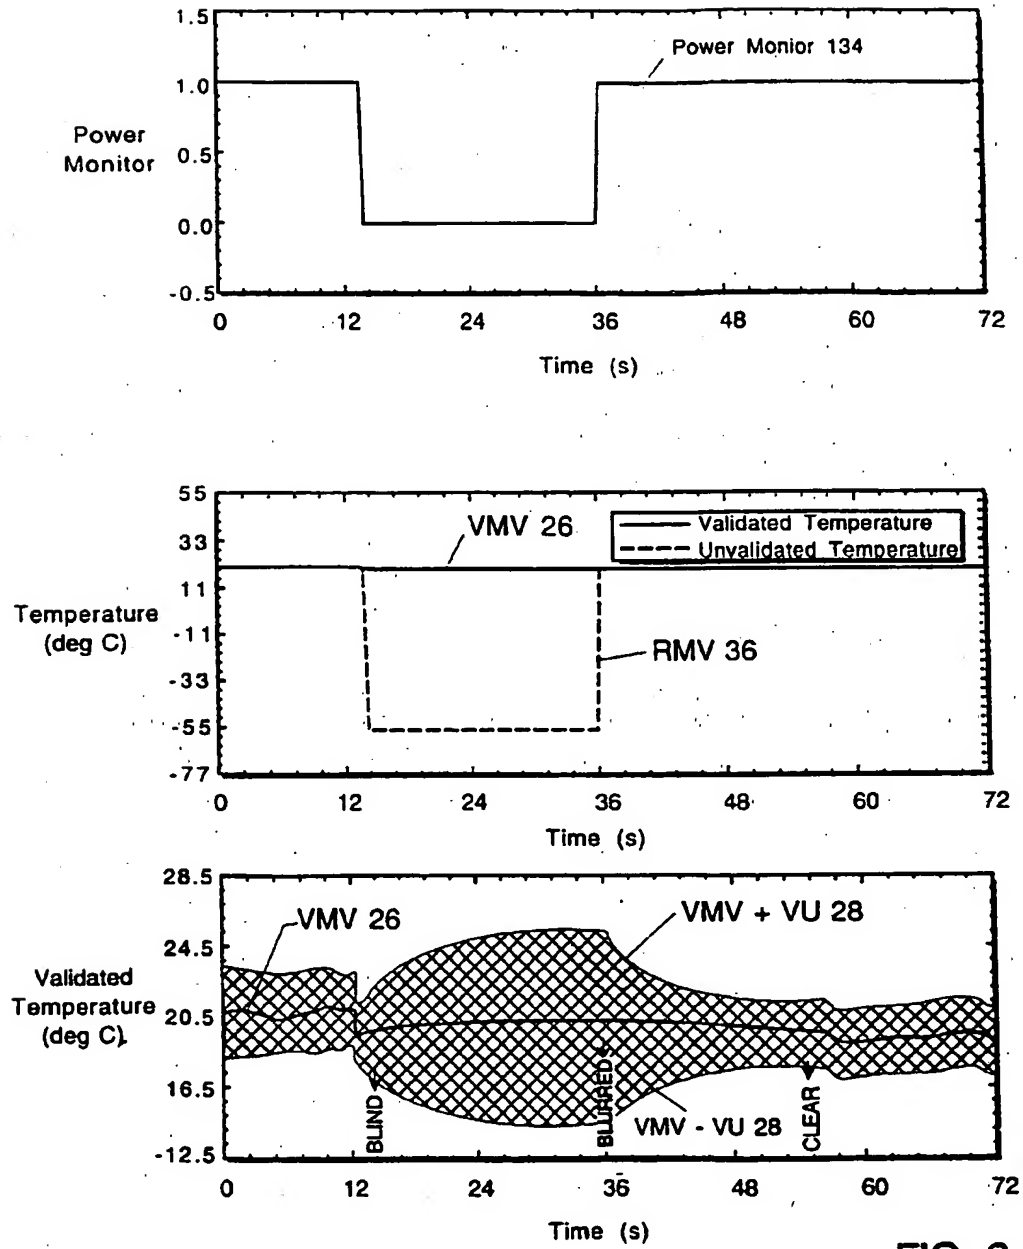 1.5
Power Monior 134
1.0
Power
Monitor
0.5
0.0
-0.5
0 12 24 36 48 60 72
Time (s)
55
VMV 26
Validated Temperature
Unvalidated Temperature
33
11
Temperature
(deg C)
-11
RMV 36
-33
-55
-77
0 12 24 36 48 60 72
Time (s)
28.5
VMV 26
VMV + VU 28
24.5
Validated
Temperature
(deg C)
20.5
16.5
BLIND
BLURRED
VMV - VU 28
CLEAR
-12.5
0 12 24 36 48 60 72
Time (s)